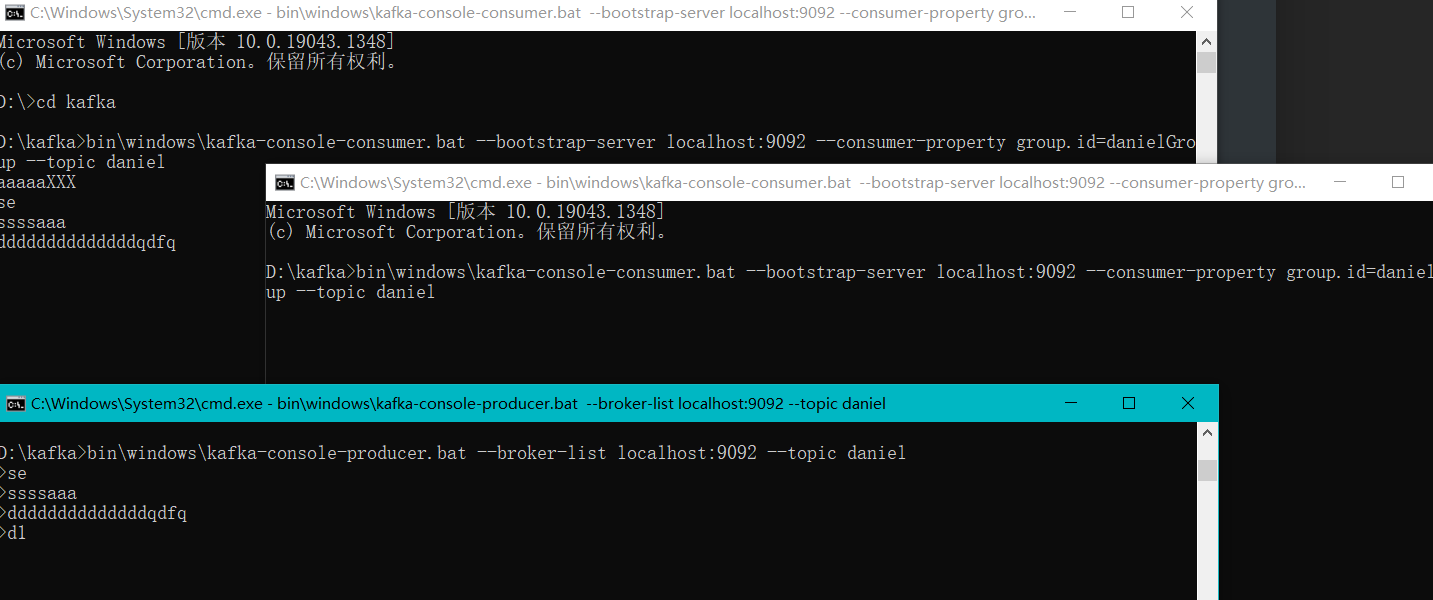 C:\Windows\System32\cmd.exe - bin\windows\kafka-console-consumer.bat --bootstrap-server localhost:9092 --consumer-property gro...
Microsoft Windows [版本 10.0.19043.1348]
(c) Microsoft Corporation。保留所有权利。
D:\>cd kafka
D:\kafka>bin\windows\kafka-console-consumer.bat --bootstrap-server localhost:9092 --consumer-property group.id=danielGro
up --topic daniel
aaaaaXXX
se
ssssaaa
ddddddddddddddqdfq
C:\Windows\System32\cmd.exe - bin\windows\kafka-console-consumer.bat --bootstrap-server localhost:9092 --consumer-property gro...
Microsoft Windows [版本 10.0.19043.1348]
(c) Microsoft Corporation。保留所有权利。
D:\kafka>bin\windows\kafka-console-consumer.bat --bootstrap-server localhost:9092 --consumer-property group.id=daniel
up --topic daniel
C:\Windows\System32\cmd.exe - bin\windows\kafka-console-producer.bat --broker-list localhost:9092 --topic daniel
D:\kafka>bin\windows\kafka-console-producer.bat --broker-list localhost:9092 --topic daniel
>se
>ssssaaa
>ddddddddddddddqdfq
>dl